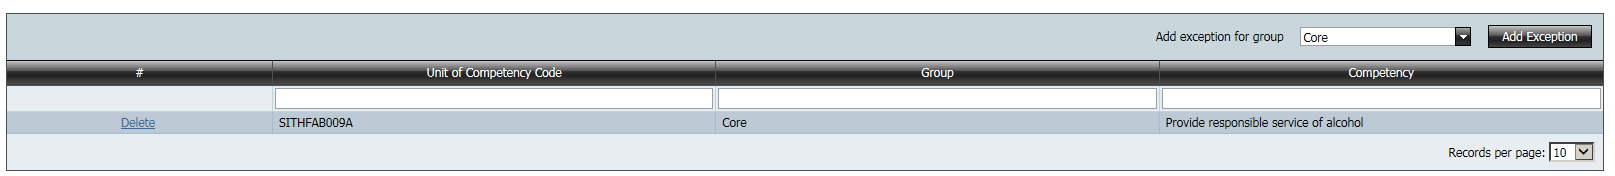 Add exception for group Core Add Exception
# Unit of Competency Code Group Competency
Delete SITHFAB009A Core Provide responsible service of alcohol
Records per page: 10